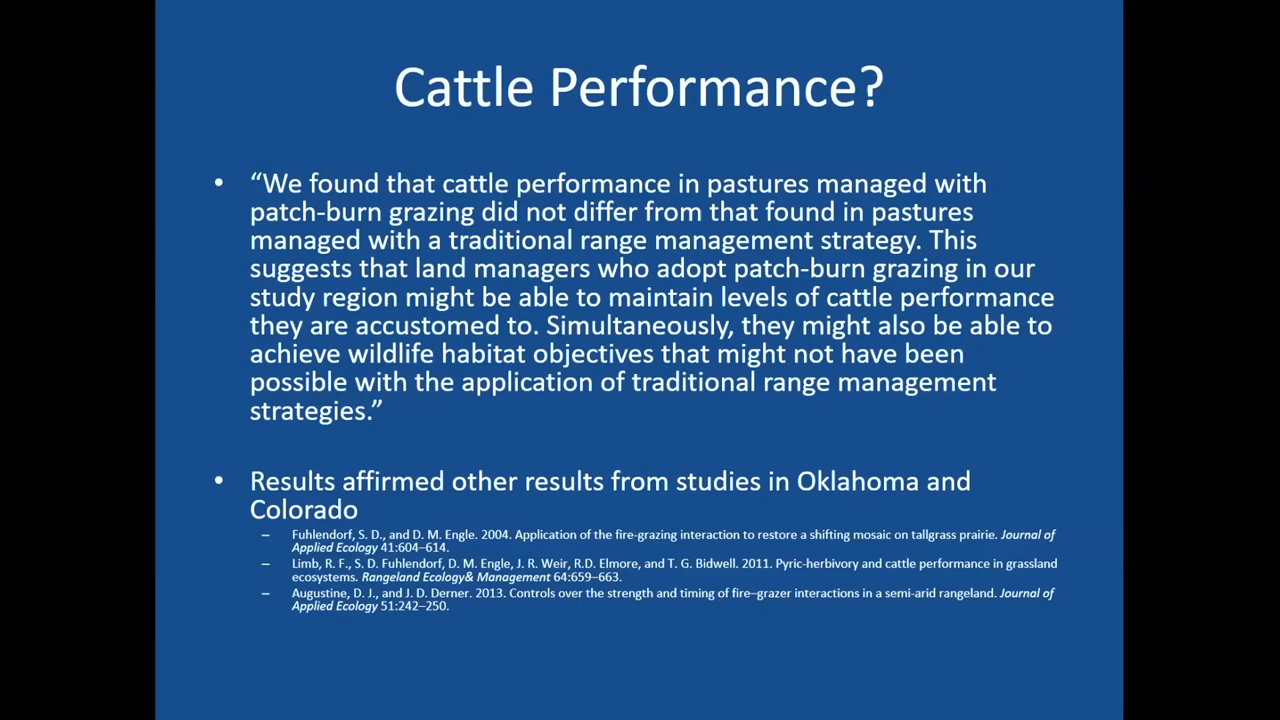 Cattle Performance?
• “We found that cattle performance in pastures managed with
patch-burn grazing did not differ from that found in pastures
managed with a traditional range management strategy. This
suggests that land managers who adopt patch-burn grazing in our
study region might be able to maintain levels of cattle performance
they are accustomed to. Simultaneously, they might also be able to
achieve wildlife habitat objectives that might not have been
possible with the application of traditional range management
strategies.”
• Results affirmed other results from studies in Oklahoma and
Colorado
– Fuhlendorf, S. D., and D. M. Engle. 2004. Application of the fire-grazing interaction to restore a shifting mosaic on tallgrass prairie. Journal of
Applied Ecology 41:604–614.
– Limb, R. F., S. D. Fuhlendorf, D. M. Engle, J. R. Weir, R.D. Elmore, and T. G. Bidwell. 2011. Pyric-herbivory and cattle performance in grassland
ecosystems. Rangeland Ecology& Management 64:659–663.
– Augustine, D. J., and J. D. Derner. 2013. Controls over the strength and timing of fire–grazer interactions in a semi-arid rangeland. Journal of
Applied Ecology 51:242–250.